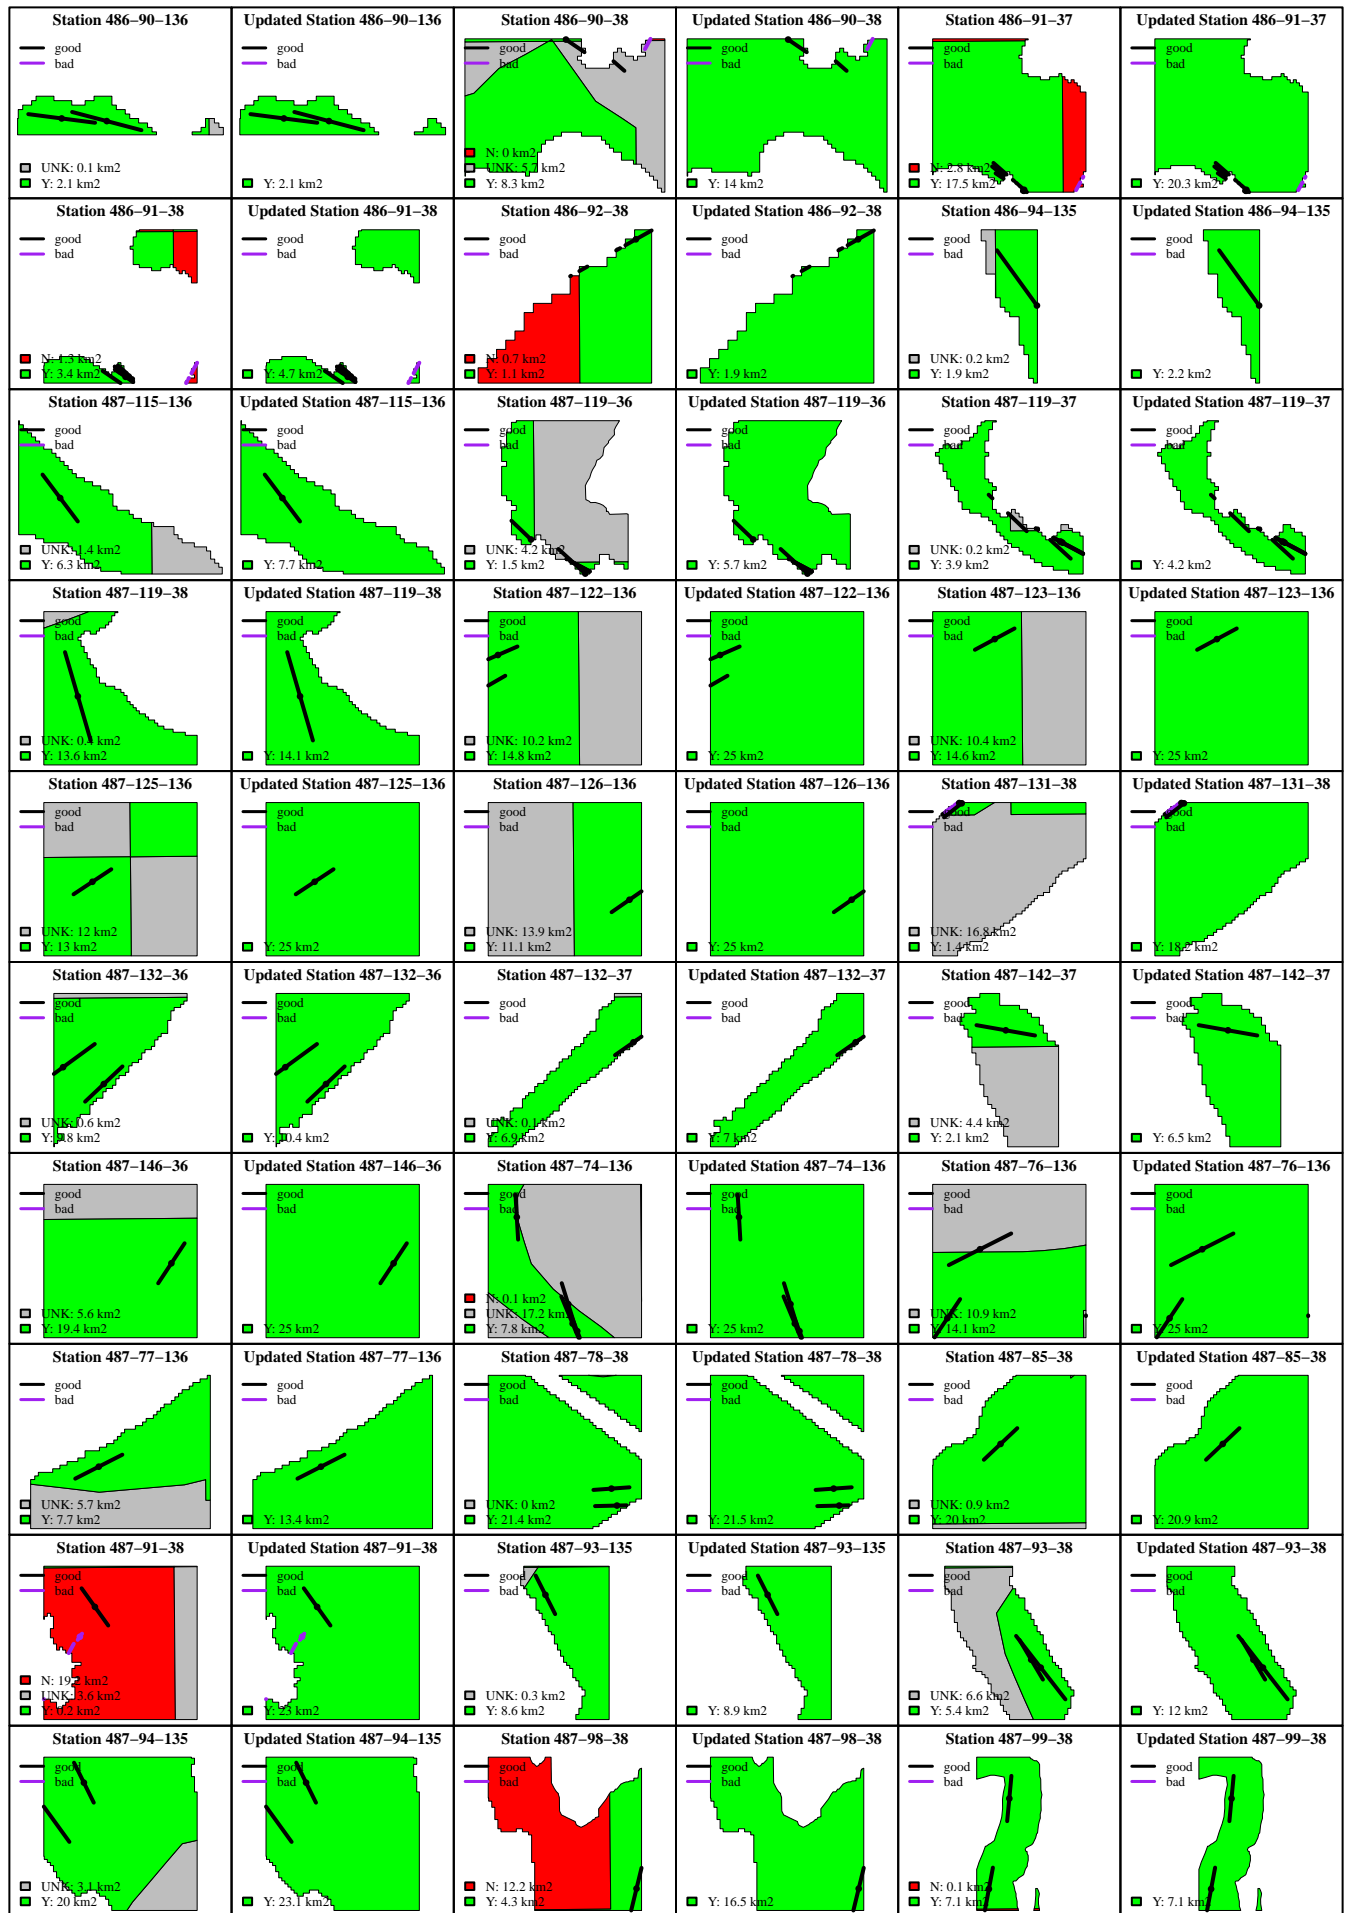 Station 486−90−136
good
bad
UNK: 0.1 km2
Y: 2.1 km2
Updated Station 486−90−136
good
bad
Y: 2.1 km2
Station 486−90−38
good
bad
N: 0 km2
UNK: 5.7 km2
Y: 8.3 km2
Updated Station 486−90−38
good
bad
Y: 14 km2
Station 486−91−37
good
bad
N: 2.8 km2
Y: 17.5 km2
Updated Station 486−91−37
good
bad
Y: 20.3 km2
Station 486−91−38
good
bad
N: 1.3 km2
Y: 3.4 km2
Updated Station 486−91−38
good
bad
Y: 4.7 km2
Station 486−92−38
good
bad
N: 0.7 km2
Y: 1.1 km2
Updated Station 486−92−38
good
bad
Y: 1.9 km2
Station 486−94−135
good
bad
UNK: 0.2 km2
Y: 1.9 km2
Updated Station 486−94−135
good
bad
Y: 2.2 km2
Station 487−115−136
good
bad
UNK: 1.4 km2
Y: 6.3 km2
Updated Station 487−115−136
good
bad
Y: 7.7 km2
Station 487−119−36
good
bad
UNK: 4.2 km2
Y: 1.5 km2
Updated Station 487−119−36
good
bad
Y: 5.7 km2
Station 487−119−37
good
bad
UNK: 0.2 km2
Y: 3.9 km2
Updated Station 487−119−37
good
bad
Y: 4.2 km2
Station 487−119−38
good
bad
UNK: 0.4 km2
Y: 13.6 km2
Updated Station 487−119−38
good
bad
Y: 14.1 km2
Station 487−122−136
good
bad
UNK: 10.2 km2
Y: 14.8 km2
Updated Station 487−122−136
good
bad
Y: 25 km2
Station 487−123−136
good
bad
UNK: 10.4 km2
Y: 14.6 km2
Updated Station 487−123−136
good
bad
Y: 25 km2
Station 487−125−136
good
bad
UNK: 12 km2
Y: 13 km2
Updated Station 487−125−136
good
bad
Y: 25 km2
Station 487−126−136
good
bad
UNK: 13.9 km2
Y: 11.1 km2
Updated Station 487−126−136
good
bad
Y: 25 km2
Station 487−131−38
good
bad
UNK: 16.8 km2
Y: 1.4 km2
Updated Station 487−131−38
good
bad
Y: 18.2 km2
Station 487−132−36
good
bad
UNK: 0.6 km2
Y: 9.8 km2
Updated Station 487−132−36
good
bad
Y: 10.4 km2
Station 487−132−37
good
bad
UNK: 0.1 km2
Y: 6.9 km2
Updated Station 487−132−37
good
bad
Y: 7 km2
Station 487−142−37
good
bad
UNK: 4.4 km2
Y: 2.1 km2
Updated Station 487−142−37
good
bad
Y: 6.5 km2
Station 487−146−36
good
bad
UNK: 5.6 km2
Y: 19.4 km2
Updated Station 487−146−36
good
bad
Y: 25 km2
Station 487−74−136
good
bad
N: 0.1 km2
UNK: 17.2 km2
Y: 7.8 km2
Updated Station 487−74−136
good
bad
Y: 25 km2
Station 487−76−136
good
bad
UNK: 10.9 km2
Y: 14.1 km2
Updated Station 487−76−136
good
bad
Y: 25 km2
Station 487−77−136
good
bad
UNK: 5.7 km2
Y: 7.7 km2
Updated Station 487−77−136
good
bad
Y: 13.4 km2
Station 487−78−38
good
bad
UNK: 0 km2
Y: 21.4 km2
Updated Station 487−78−38
good
bad
Y: 21.5 km2
Station 487−85−38
good
bad
UNK: 0.9 km2
Y: 20 km2
Updated Station 487−85−38
good
bad
Y: 20.9 km2
Station 487−91−38
good
bad
N: 19.2 km2
UNK: 3.6 km2
Y: 0.2 km2
Updated Station 487−91−38
good
bad
Y: 23 km2
Station 487−93−135
good
bad
UNK: 0.3 km2
Y: 8.6 km2
Updated Station 487−93−135
good
bad
Y: 8.9 km2
Station 487−93−38
good
bad
UNK: 6.6 km2
Y: 5.4 km2
Updated Station 487−93−38
good
bad
Y: 12 km2
Station 487−94−135
good
bad
UNK: 3.1 km2
Y: 20 km2
Updated Station 487−94−135
good
bad
Y: 23.1 km2
Station 487−98−38
good
bad
N: 12.2 km2
Y: 4.3 km2
Updated Station 487−98−38
good
bad
Y: 16.5 km2
Station 487−99−38
good
bad
N: 0.1 km2
Y: 7.1 km2
Updated Station 487−99−38
good
bad
Y: 7.1 km2